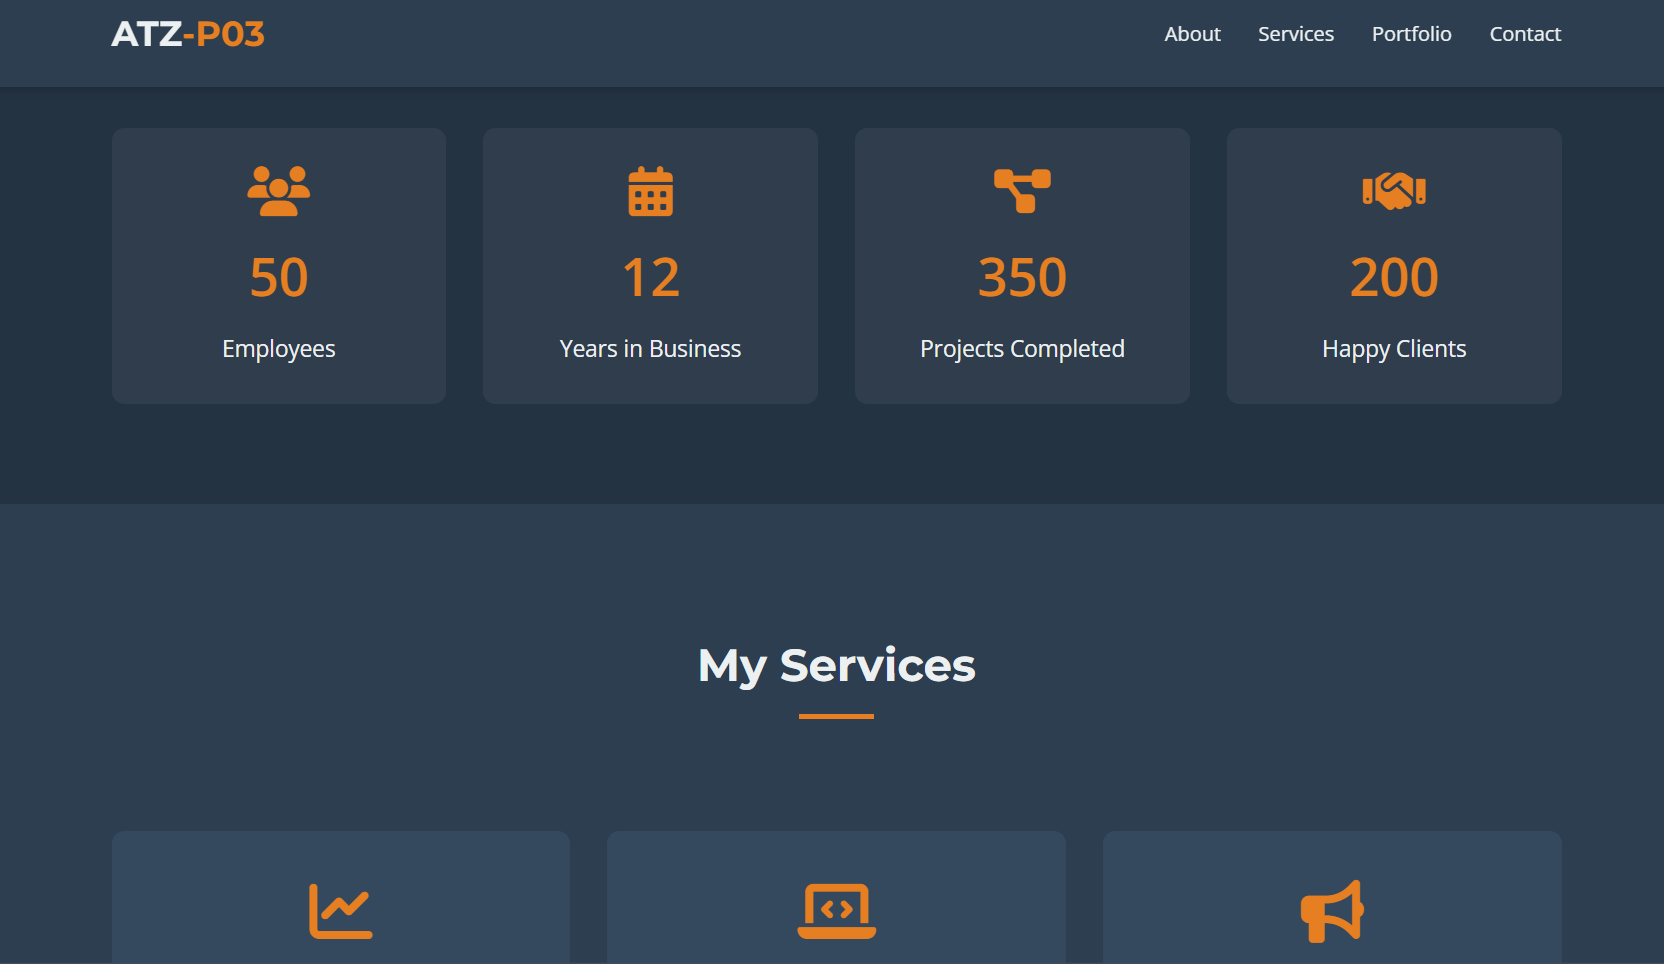 ATZ-P03
About Services Portfolio Contact
50 12 350 200
Employees Years in Business Projects Completed Happy Clients
My Services